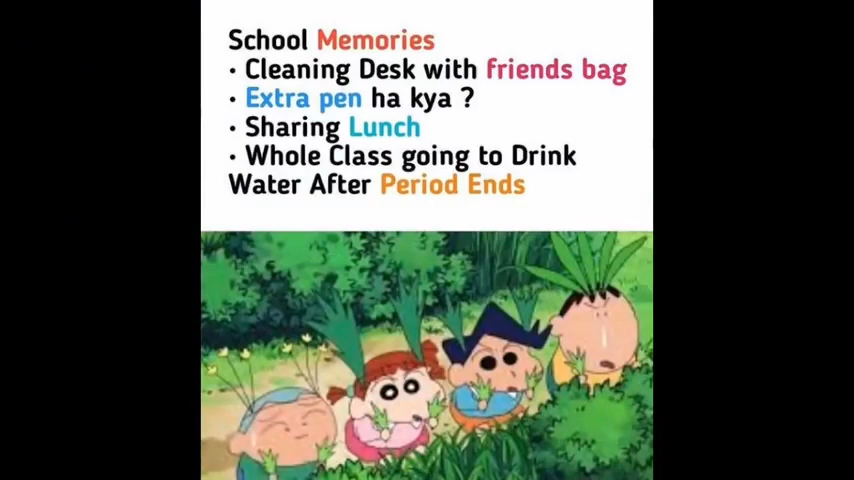 School Memories
• Cleaning Desk with friends bag
• Extra pen ha kya ?
• Sharing Lunch
• Whole Class going to Drink
Water After Period Ends